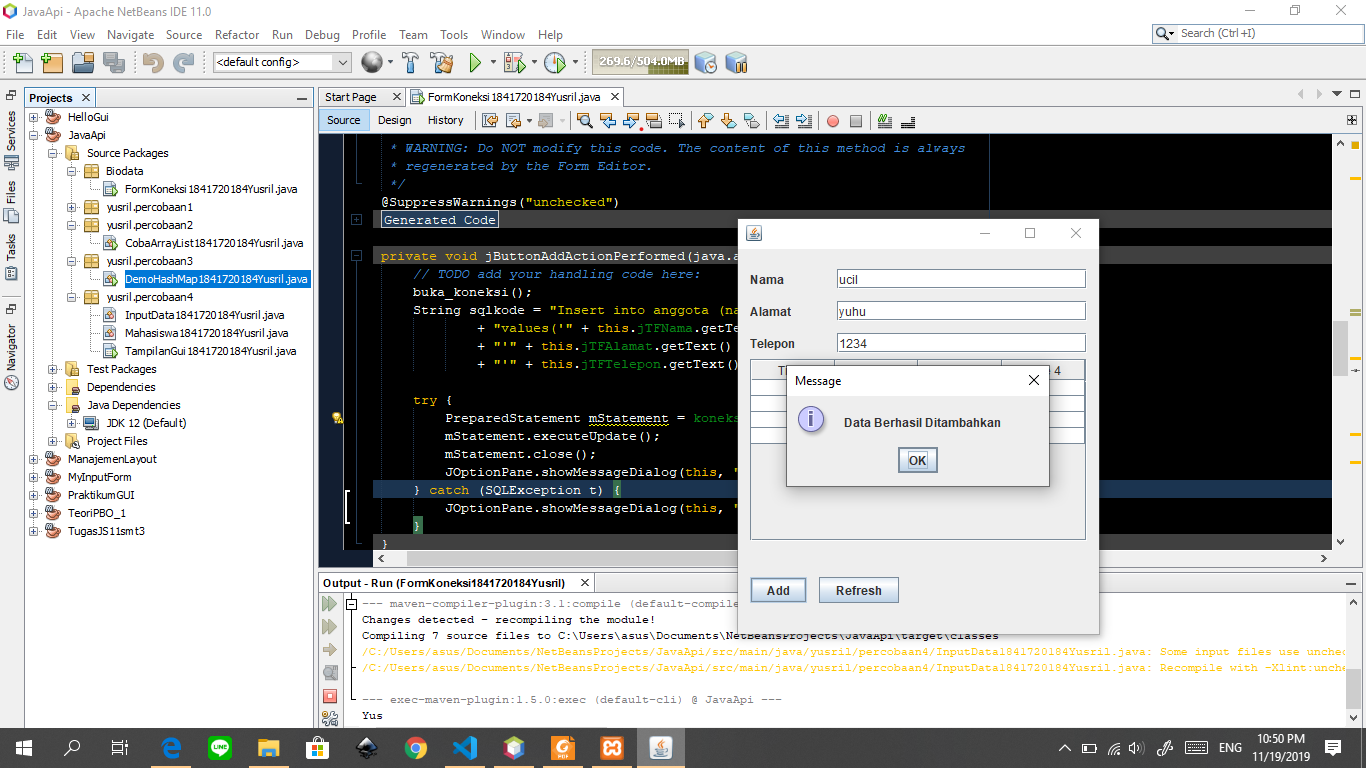 JavaApi - Apache NetBeans IDE 11.0
File Edit View Navigate Source Refactor Run Debug Profile Team Tools Window Help
Search (Ctrl+I)
<default config>
269.6/504.0MB
Projects
Start Page
FormKoneksi1841720184Yusril.java
Services
Files
Tasks
Navigator
HelloGui
JavaApi
Source Packages
Biodata
FormKoneksi1841720184Yusril.java
yusril.percobaan1
yusril.percobaan2
CobaArrayList1841720184Yusril.java
yusril.percobaan3
DemoHashMap1841720184Yusril.java
yusril.percobaan4
InputData1841720184Yusril.java
Mahasiswa1841720184Yusril.java
TampilanGui1841720184Yusril.java
Test Packages
Dependencies
Java Dependencies
JDK 12 (Default)
Project Files
ManajemenLayout
MyInputForm
PraktikumGUI
TeoriPBO_1
TugasJS11smt3
Source Design History
* WARNING: Do NOT modify this code. The content of this method is always
* regenerated by the Form Editor.
*/
@SuppressWarnings("unchecked")
Generated Code
private void jButtonAddActionPerformed(java.a
// TODO add your handling code here:
buka_koneksi();
String sqlkode = "Insert into anggota (na
+ "values('" + this.jTFNama.getTe
+ "'" + this.jTFAlamat.getText()
+ "'" + this.jTFTelepon.getText()
try {
PreparedStatement mStatement = koneks
mStatement.executeUpdate();
mStatement.close();
JOptionPane.showMessageDialog(this, "
} catch (SQLException t) {
JOptionPane.showMessageDialog(this, "
}
}
Nama ucil
Alamat yuhu
Telepon 1234
4
Message
Data Berhasil Ditambahkan
OK
Add Refresh
Output - Run (FormKoneksi1841720184Yusril)
--- maven-compiler-plugin:3.1:compile (default-compile
Changes detected - recompiling the module!
Compiling 7 source files to C:\Users\asus\Documents\NetBeansProjects\JavaApi\target\classes
/C:/Users/asus/Documents/NetBeansProjects/JavaApi/src/main/java/yusril/percobaan4/InputData1841720184Yusril.java: Some input files use unchec
/C:/Users/asus/Documents/NetBeansProjects/JavaApi/src/main/java/yusril/percobaan4/InputData1841720184Yusril.java: Recompile with -Xlint:unche
--- exec-maven-plugin:1.5.0:exec (default-cli) @ JavaApi ---
Yus
ENG
10:50 PM
11/19/2019